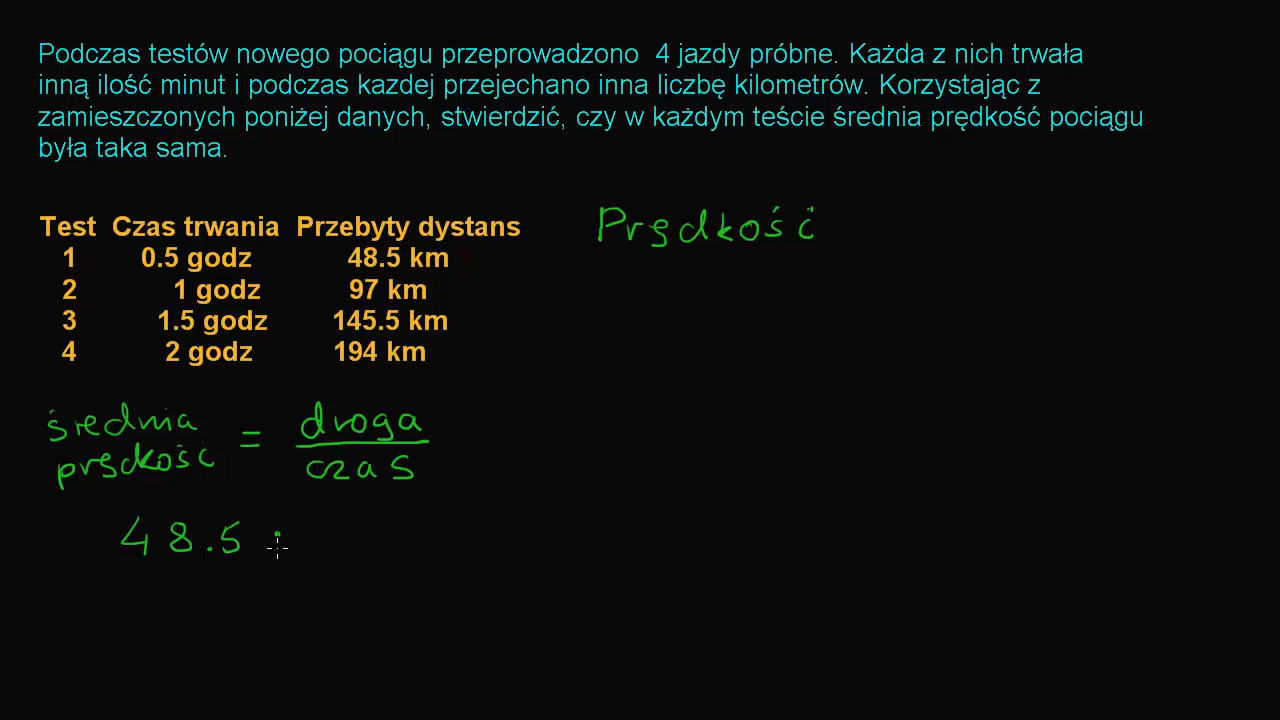 Podczas testów nowego pociągu przeprowadzono 4 jazdy próbne. Każda z nich trwała
inną ilość minut i podczas kazdej przejechano inna liczbę kilometrów. Korzystając z
zamieszczonych poniżej danych, stwierdzić, czy w każdym teście średnia prędkość pociągu
była taka sama.
Test Czas trwania Przebyty dystans
1 0.5 godz 48.5 km
2 1 godz 97 km
3 1.5 godz 145.5 km
4 2 godz 194 km
Prędkość
średnia
prędkość = droga
czas
48.5 :